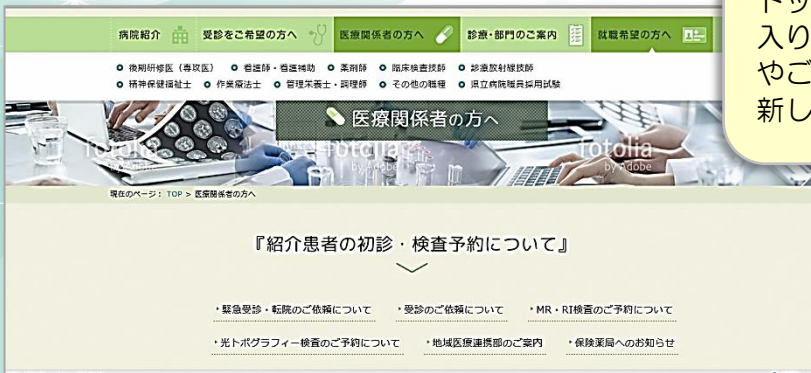 トッ
入り
やご
新し
病院紹介 受診をご希望の方へ 医療関係者の方へ 診療・部門のご案内 就職希望の方へ
後期研修医（専攻医） 看護師・看護補助 薬剤師 臨床検査技師 診療放射線技師
精神保健福祉士 作業療法士 管理栄養士・調理師 その他の職種 県立病院職員採用試験
医療関係者の方へ
fotolia fotolia fotolia
by Adobe by Adobe
現在のページ： TOP > 医療関係者の方へ
『紹介患者の初診・検査予約について』
・緊急受診・転院のご依頼について ・受診のご依頼について ・MR・RI検査のご予約について
・光トポグラフィー検査のご予約について ・地域医療連携部のご案内 ・保険薬局へのお知らせ